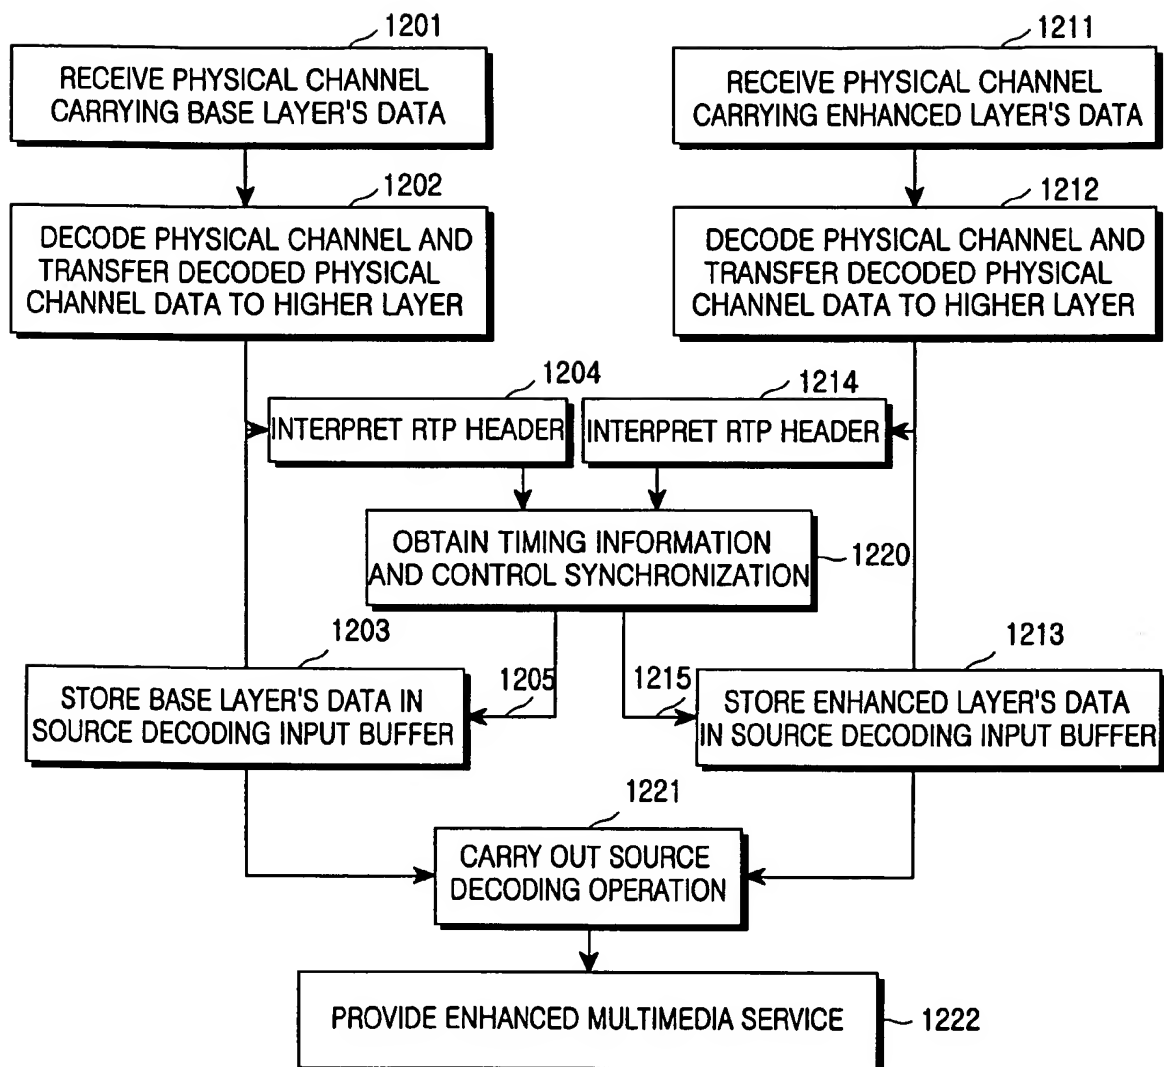 1201
RECEIVE PHYSICAL CHANNEL
CARRYING BASE LAYER'S DATA
1211
RECEIVE PHYSICAL CHANNEL
CARRYING ENHANCED LAYER'S DATA
1202
DECODE PHYSICAL CHANNEL AND
TRANSFER DECODED PHYSICAL
CHANNEL DATA TO HIGHER LAYER
1212
DECODE PHYSICAL CHANNEL AND
TRANSFER DECODED PHYSICAL
CHANNEL DATA TO HIGHER LAYER
1204
INTERPRET RTP HEADER
1214
INTERPRET RTP HEADER
OBTAIN TIMING INFORMATION
AND CONTROL SYNCHRONIZATION
1220
1203
STORE BASE LAYER'S DATA IN
SOURCE DECODING INPUT BUFFER
1205
1215
1213
STORE ENHANCED LAYER'S DATA
IN SOURCE DECODING INPUT BUFFER
1221
CARRY OUT SOURCE
DECODING OPERATION
PROVIDE ENHANCED MULTIMEDIA SERVICE
1222